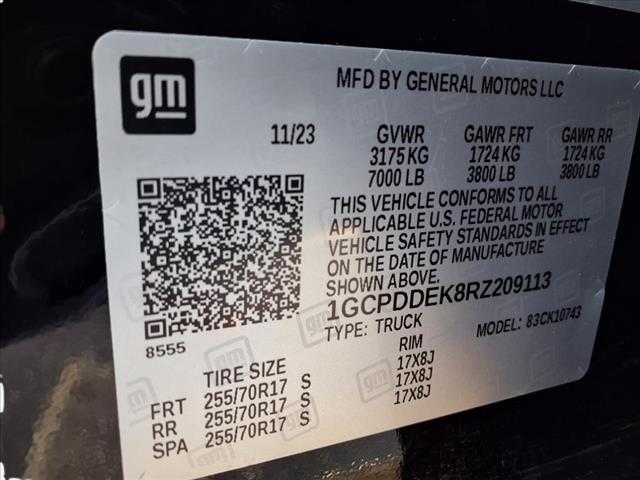 gm
MFD BY GENERAL MOTORS LLC
11/23 GVWR GAWR FRT GAWR RR
3175 KG 1724 KG 1724 KG
7000 LB 3800 LB 3800 LB
THIS VEHICLE CONFORMS TO ALL
APPLICABLE U.S. FEDERAL MOTOR
VEHICLE SAFETY STANDARDS IN EFFECT
ON THE DATE OF MANUFACTURE
SHOWN ABOVE.
1GCPDDEK8RZ209113
8555 TYPE: TRUCK MODEL: 83CK10743
TIRE SIZE RIM
FRT 255/70R17 S 17X8J
RR 255/70R17 S 17X8J
SPA 255/70R17 S 17X8J